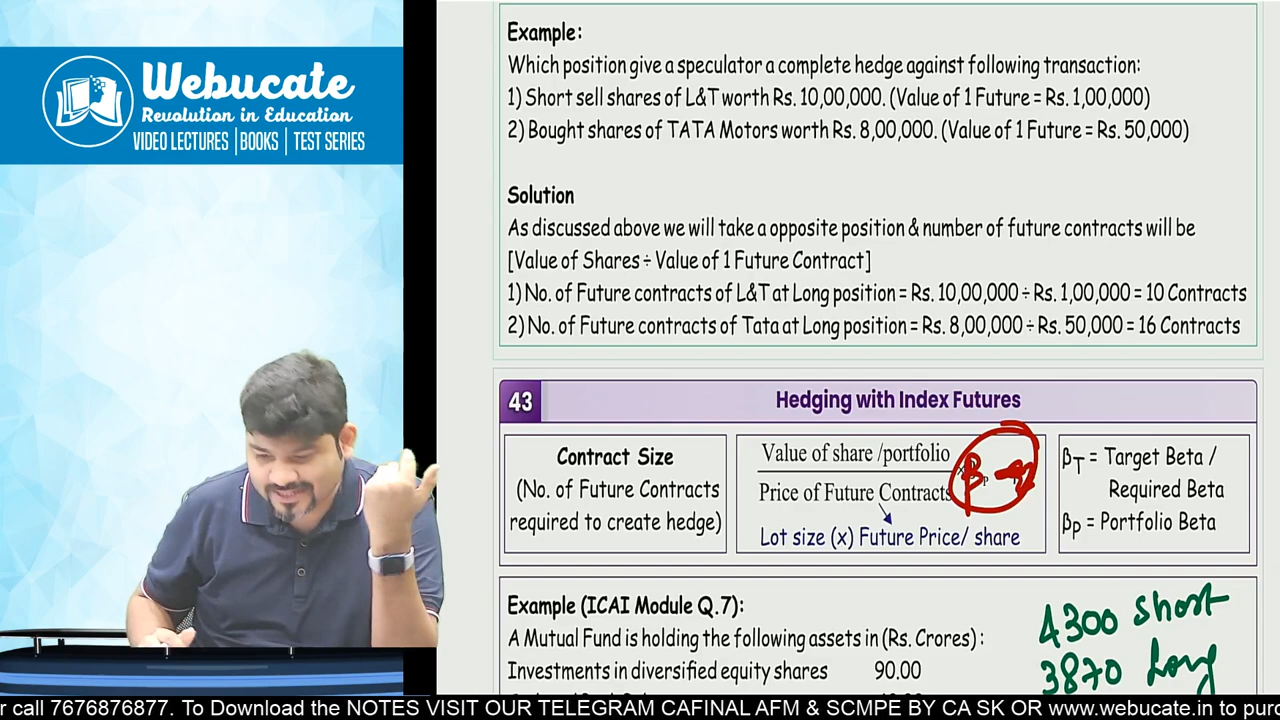 Webucate
Revolution in Education
VIDEO LECTURES | BOOKS | TEST SERIES
Example:
Which position give a speculator a complete hedge against following transaction:
1) Short sell shares of L&T worth Rs. 10,00,000. (Value of 1 Future = Rs. 1,00,000)
2) Bought shares of TATA Motors worth Rs. 8,00,000. (Value of 1 Future = Rs. 50,000)
Solution
As discussed above we will take a opposite position & number of future contracts will be
[Value of Shares ÷ Value of 1 Future Contract]
1) No. of Future contracts of L&T at Long position = Rs. 10,00,000 ÷ Rs. 1,00,000 = 10 Contracts
2) No. of Future contracts of Tata at Long position = Rs. 8,00,000 ÷ Rs. 50,000 = 16 Contracts
43 Hedging with Index Futures
Contract Size
(No. of Future Contracts
required to create hedge)
Value of share /portfolio
Price of Future Contracts
Lot size (x) Future Price/ share
βT = Target Beta /
Required Beta
βP = Portfolio Beta
Example (ICAI Module Q.7):
A Mutual Fund is holding the following assets in (Rs. Crores) :
Investments in diversified equity shares 90.00
4300 Short
3870 Long
r call 7676876877. To Download the NOTES VISIT OUR TELEGRAM CAFINAL AFM & SCMPE BY CA SK OR www.webucate.in to purc